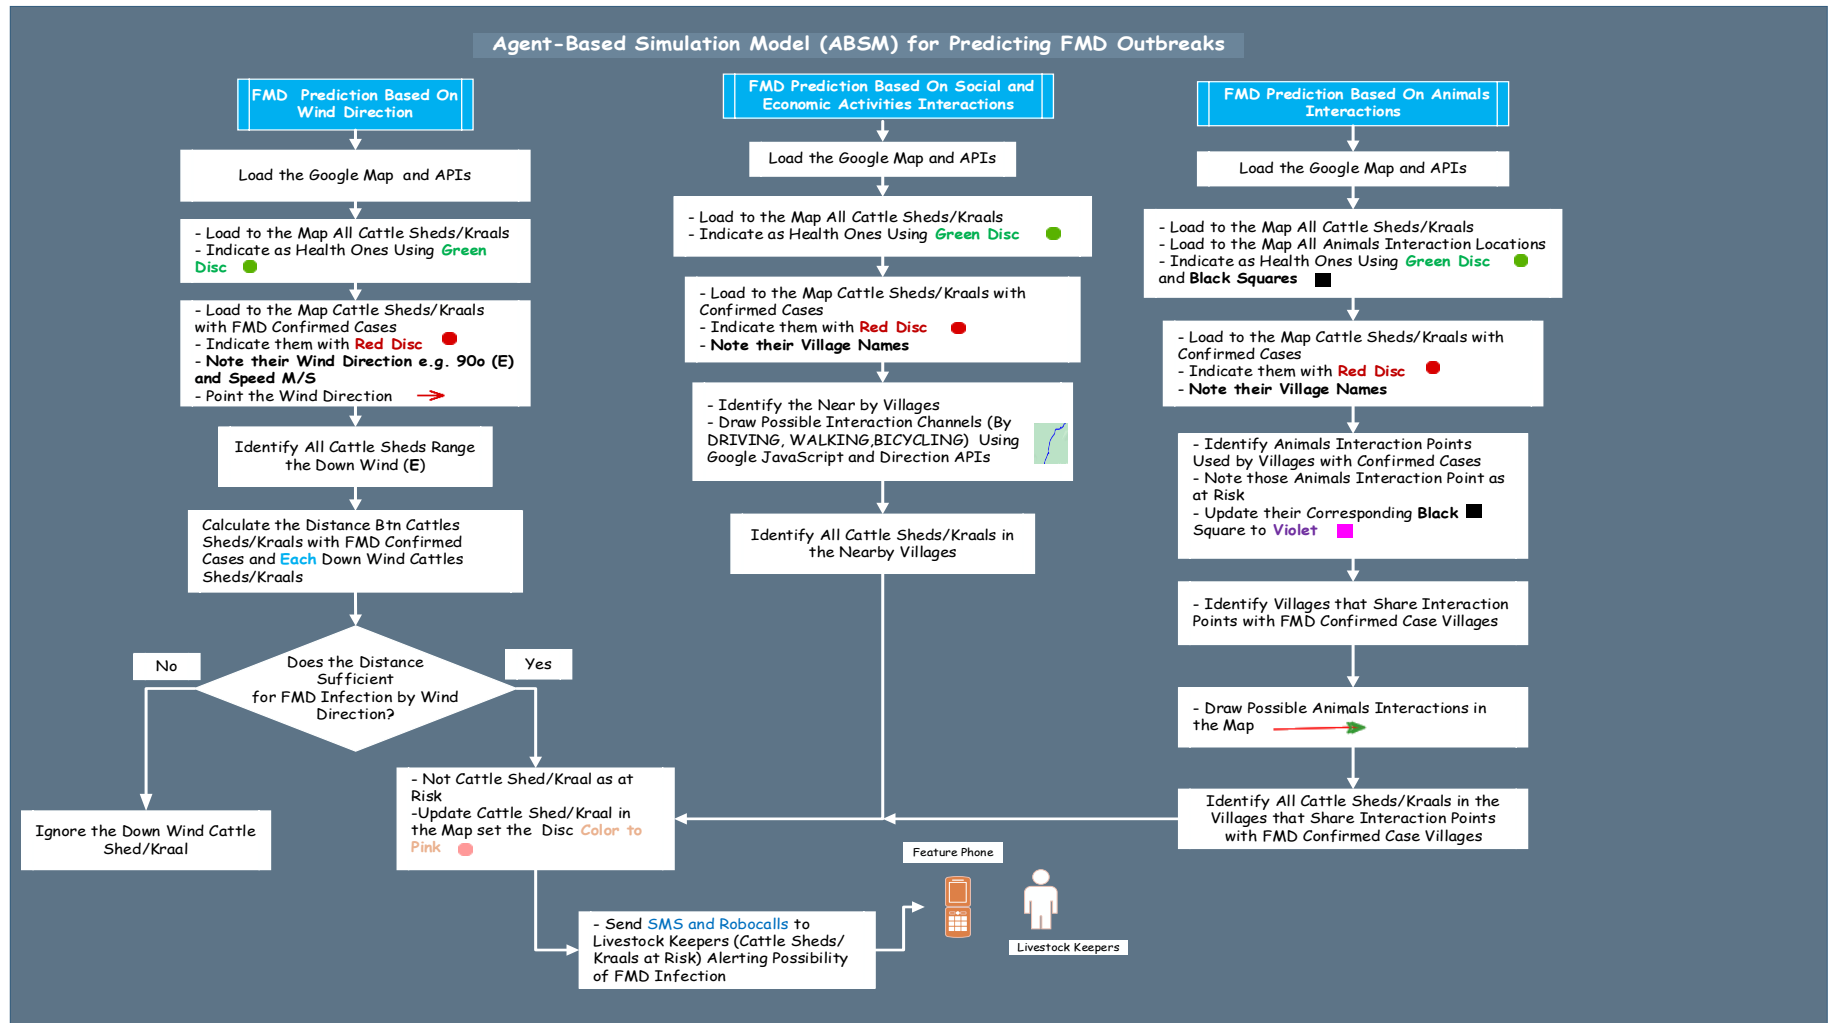 Agent-Based Simulation Model (ABSM) for Predicting FMD Outbreaks
FMD Prediction Based On
Wind Direction
Load the Google Map and APIs
- Load to the Map All Cattle Sheds/Kraals
- Indicate as Health Ones Using Green
Disc
- Load to the Map Cattle Sheds/Kraals
with FMD Confirmed Cases
- Indicate them with Red Disc
- Note their Wind Direction e.g. 90o (E)
and Speed M/S
- Point the Wind Direction
Identify All Cattle Sheds Range
the Down Wind (E)
Calculate the Distance Btn Cattles
Sheds/Kraals with FMD Confirmed
Cases and Each Down Wind Cattles
Sheds/Kraals
No
Does the Distance
Sufficient
for FMD Infection by Wind
Direction?
Yes
Ignore the Down Wind Cattle
Shed/Kraal
- Not Cattle Shed/Kraal as at
Risk
-Update Cattle Shed/Kraal in
the Map set the Disc Color to
Pink
- Send SMS and Robocalls to
Livestock Keepers (Cattle Sheds/
Kraals at Risk) Alerting Possibility
of FMD Infection
Feature Phone
Livestock Keepers
FMD Prediction Based On Social and
Economic Activities Interactions
Load the Google Map and APIs
- Load to the Map All Cattle Sheds/Kraals
- Indicate as Health Ones Using Green Disc
- Load to the Map Cattle Sheds/Kraals with
Confirmed Cases
- Indicate them with Red Disc
- Note their Village Names
- Identify the Near by Villages
- Draw Possible Interaction Channels (By
DRIVING, WALKING,BICYCLING) Using
Google JavaScript and Direction APIs
Identify All Cattle Sheds/Kraals in
the Nearby Villages
FMD Prediction Based On Animals
Interactions
Load the Google Map and APIs
- Load to the Map All Cattle Sheds/Kraals
- Load to the Map All Animals Interaction Locations
- Indicate as Health Ones Using Green Disc
and Black Squares
- Load to the Map Cattle Sheds/Kraals with
Confirmed Cases
- Indicate them with Red Disc
- Note their Village Names
- Identify Animals Interaction Points
Used by Villages with Confirmed Cases
- Note those Animals Interaction Point as
at Risk
- Update their Corresponding Black
Square to Violet
- Identify Villages that Share Interaction
Points with FMD Confirmed Case Villages
- Draw Possible Animals Interactions in
the Map
Identify All Cattle Sheds/Kraals in the
Villages that Share Interaction Points
with FMD Confirmed Case Villages